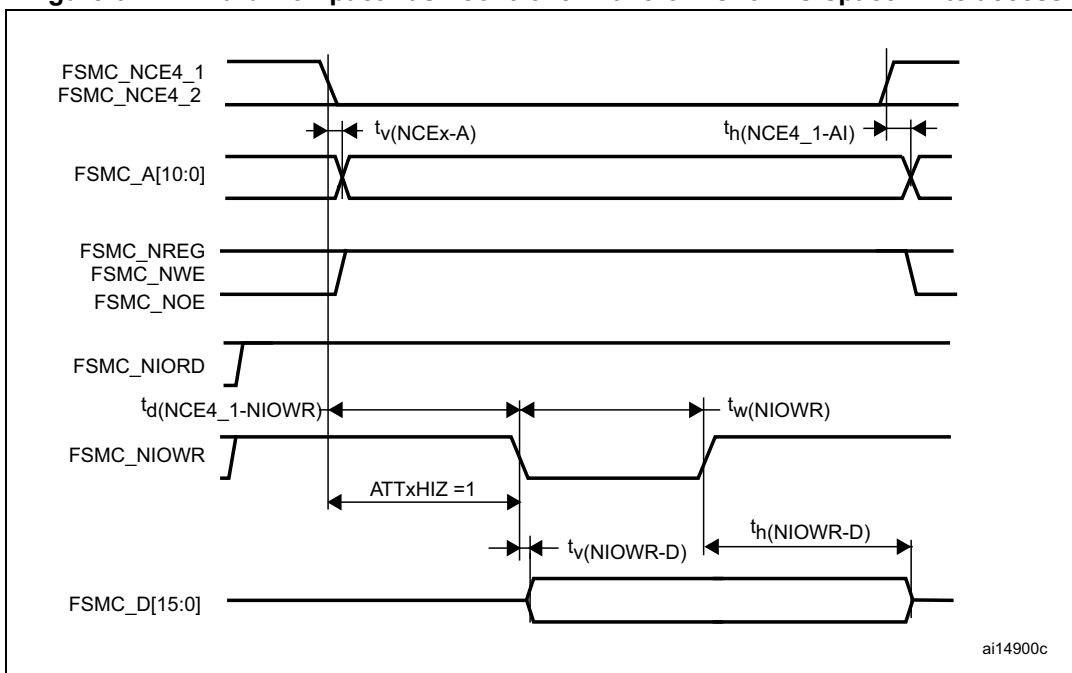 FSMC_NCE4_1
FSMC_NCE4_2
tv(NCEx-A)
th(NCE4_1-AI)
FSMC_A[10:0]
FSMC_NREG
FSMC_NWE
FSMC_NOE
FSMC_NIORD
td(NCE4_1-NIOWR)
tw(NIOWR)
FSMC_NIOWR
ATTxHIZ =1
tv(NIOWR-D)
th(NIOWR-D)
FSMC_D[15:0]
ai14900c